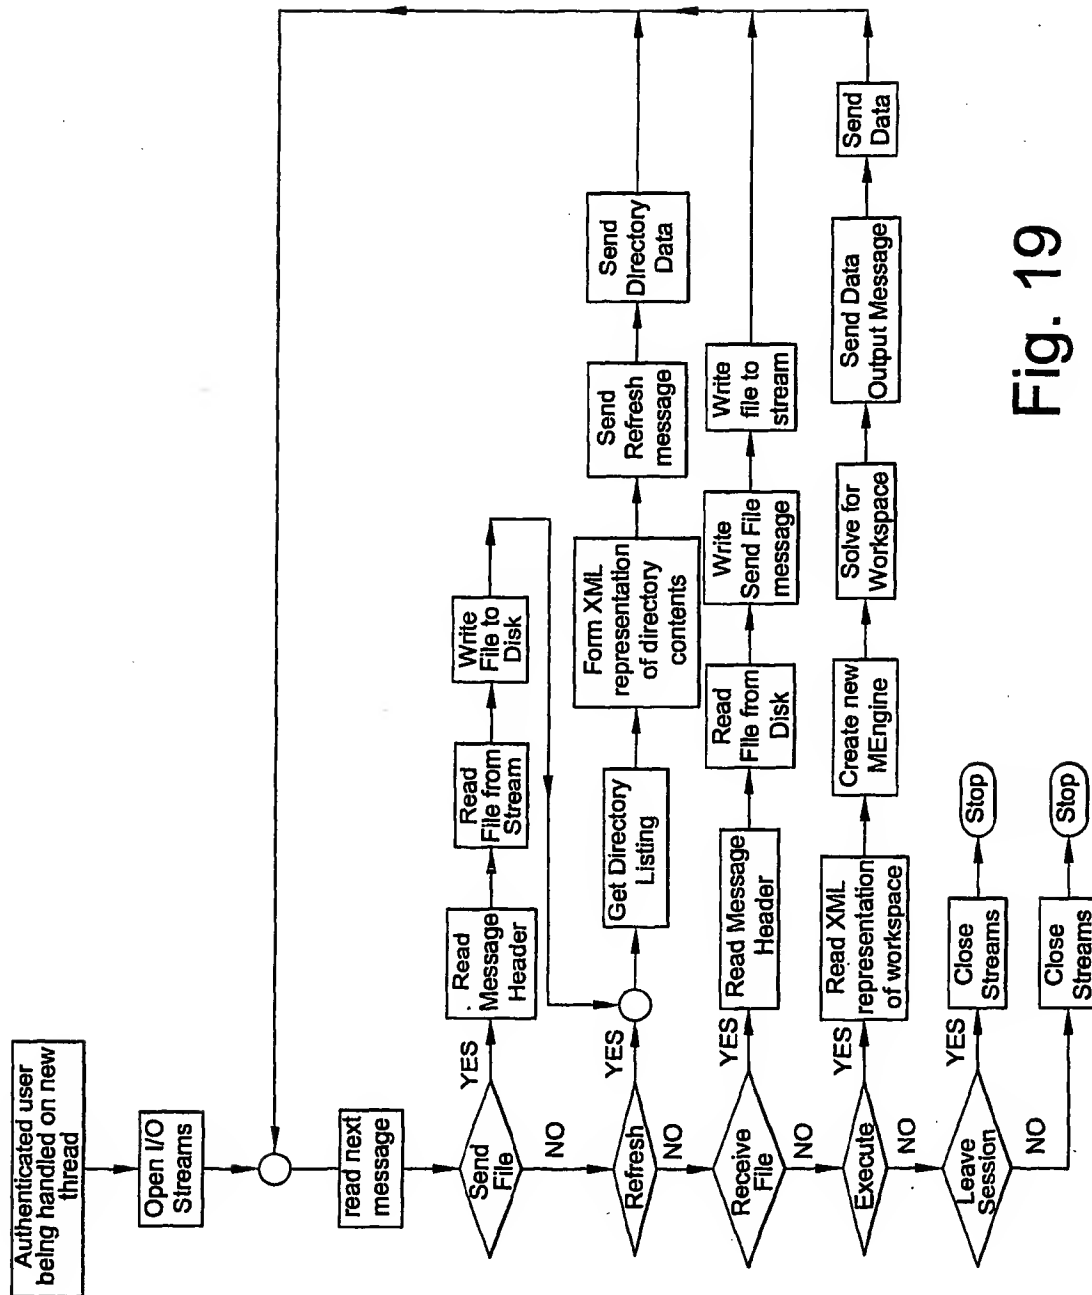 Authenticated user
being handled on new
thread
Open I/O
Streams
read next
message
Send
File
YES
NO
Read
Message
Header
Read
File from
Stream
Write
File to
Disk
Refresh
YES
NO
Get Directory
Listing
Form XML
representation
of directory
contents
Send
Refresh
message
Send
Directory
Data
Receive
File
YES
NO
Read Message
Header
Read
File from
Disk
Write
Send File
message
Write
file to
stream
Execute
YES
NO
Read XML
representation
of workspace
Create new
MEngine
Solve for
Workspace
Send Data
Output Message
Send
Data
Leave
Session
YES
NO
Close
Streams
Stop
Close
Streams
Stop
Fig. 19